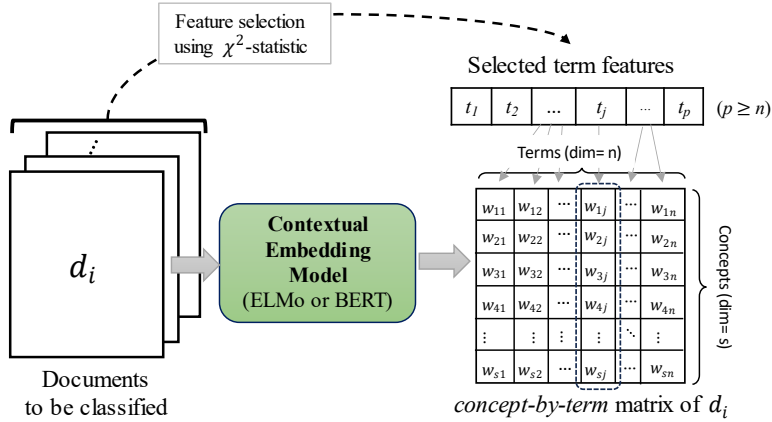 Feature selection
using χ²-statistic
Selected term features
t₁ t₂ ... tⱼ ... tₚ (p ≥ n)
Terms (dim= n)
w₁₁ w₁₂ ⋯ w₁ⱼ ⋯ w₁ₙ
w₂₁ w₂₂ ⋯ w₂ⱼ ⋯ w₂ₙ
w₃₁ w₃₂ ⋯ w₃ⱼ ⋯ w₃ₙ
w₄₁ w₄₂ ⋯ w₄ⱼ ⋯ w₄ₙ
⋮ ⋮ ⋮ ⋮ ⋱ ⋮
wₛ₁ wₛ₂ ⋯ wₛⱼ ⋯ wₛₙ
Concepts (dim= s)
concept-by-term matrix of dᵢ
Contextual
Embedding
Model
(ELMo or BERT)
dᵢ
Documents
to be classified